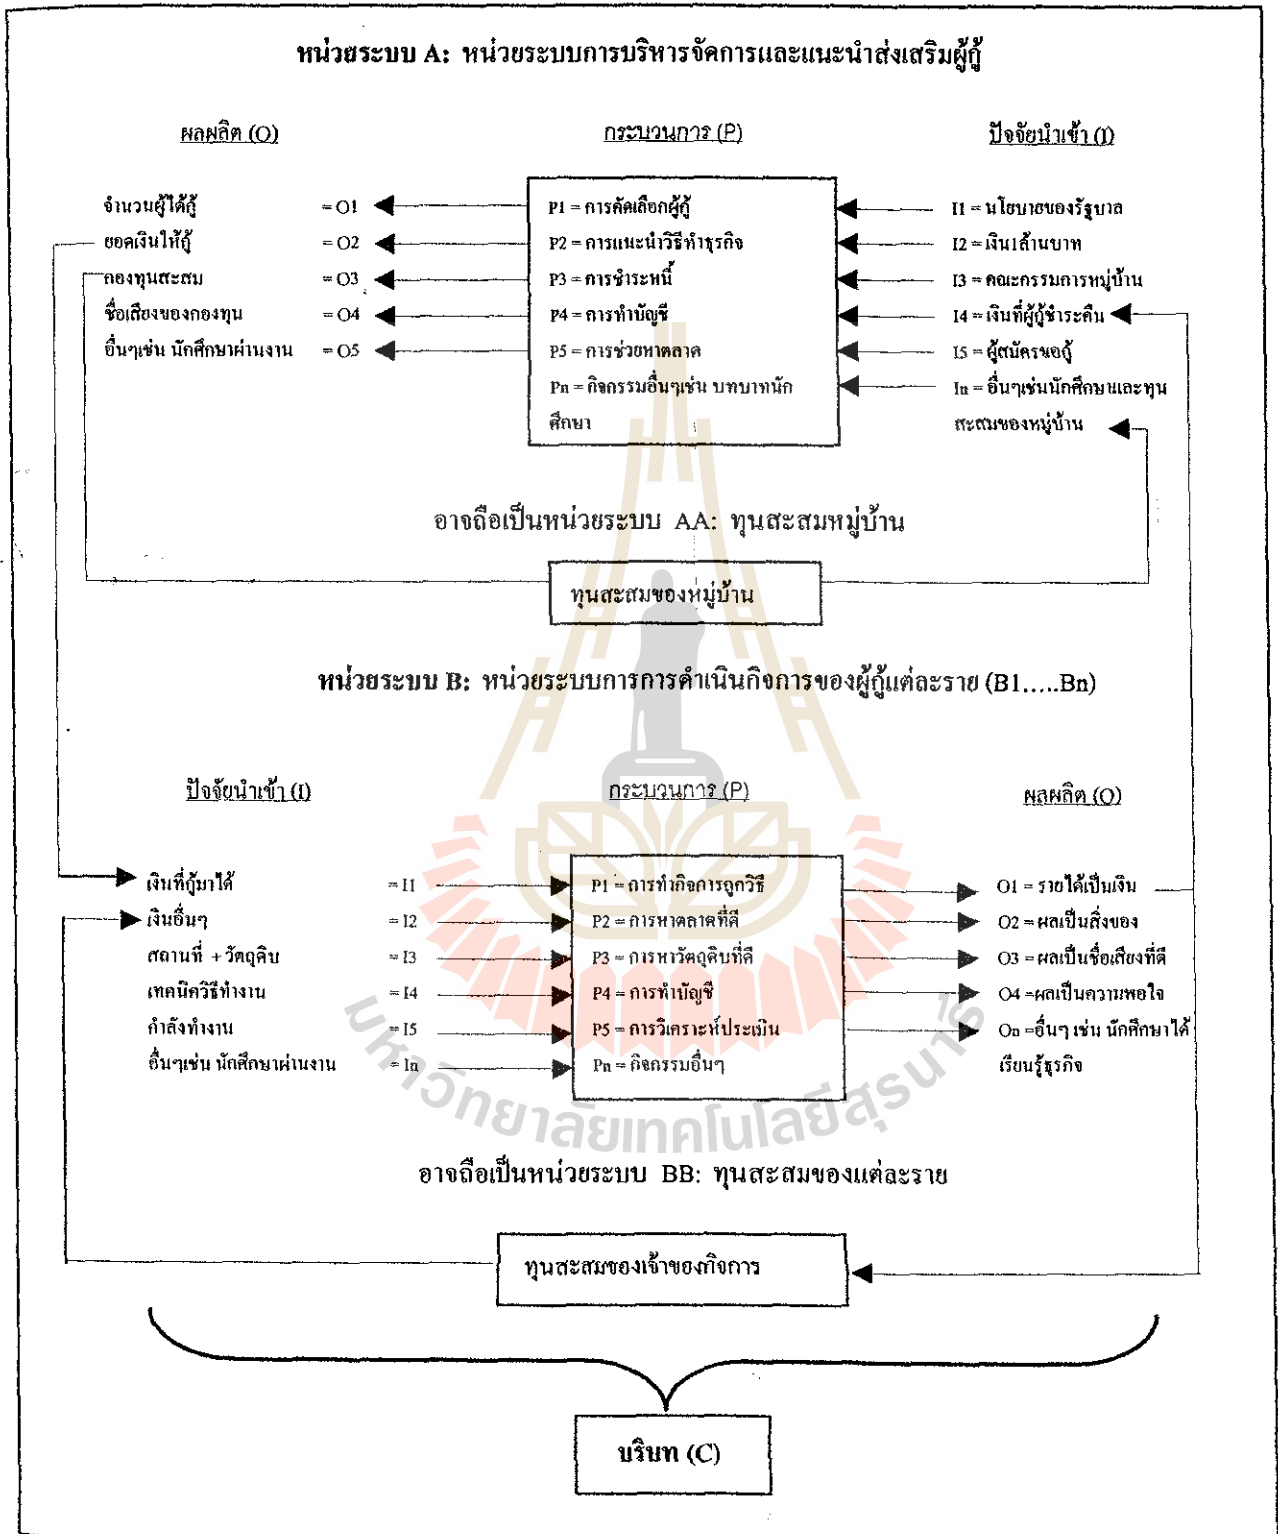 หน่วยระบบ A: หน่วยระบบการบริหารจัดการและแนะนำส่งเสริมผู้กู้
ผลผลิต (O) กระบวนการ (P) ปัจจัยนำเข้า (I)
จำนวนผู้ได้กู้ = O1 P1 = การคัดเลือกผู้กู้ I1 = นโยบายของรัฐบาล
ยอดเงินให้กู้ = O2 P2 = การแนะนำวิธีทำธุรกิจ I2 = เงิน1ล้านบาท
กองทุนสะสม = O3 P3 = การชำระหนี้ I3 = คณะกรรมการหมู่บ้าน
ชื่อเสียงของกองทุน = O4 P4 = การทำบัญชี I4 = เงินที่ผู้กู้ชำระคืน
อื่นๆเช่น นักศึกษาผ่านงาน = O5 P5 = การช่วยหาตลาด I5 = ผู้สมัครขอกู้
Pn = กิจกรรมอื่นๆเช่น บทบาทนัก In = อื่นๆเช่นนักศึกษาและทุน
ศึกษา สะสมของหมู่บ้าน
อาจถือเป็นหน่วยระบบ AA: ทุนสะสมหมู่บ้าน
ทุนสะสมของหมู่บ้าน
หน่วยระบบ B: หน่วยระบบการการดำเนินกิจการของผู้กู้แต่ละราย (B1.....Bn)
ปัจจัยนำเข้า (I) กระบวนการ (P) ผลผลิต (O)
เงินที่กู้มาได้ = I1 P1 = การทำกิจการถูกวิธี O1 = รายได้เป็นเงิน
เงินอื่นๆ = I2 P2 = การหาตลาดที่ดี O2 = ผลเป็นสิ่งของ
สถานที่ + วัตถุดิบ = I3 P3 = การหาวัตถุดิบที่ดี O3 = ผลเป็นชื่อเสียงที่ดี
เทคนิควิธีทำงาน = I4 P4 = การทำบัญชี O4 =ผลเป็นความพอใจ
กำลังทำงาน = I5 P5 = การวิเคราะห์ประเมิน On =อื่นๆ เช่น นักศึกษาได้
อื่นๆเช่น นักศึกษาผ่านงาน = In Pn = กิจกรรมอื่นๆ เรียนรู้ธุรกิจ
มหาวิทยาลัยเทคโนโลยีสุรนารี
อาจถือเป็นหน่วยระบบ BB: ทุนสะสมของแต่ละราย
ทุนสะสมของเจ้าของกิจการ
บริบท (C)